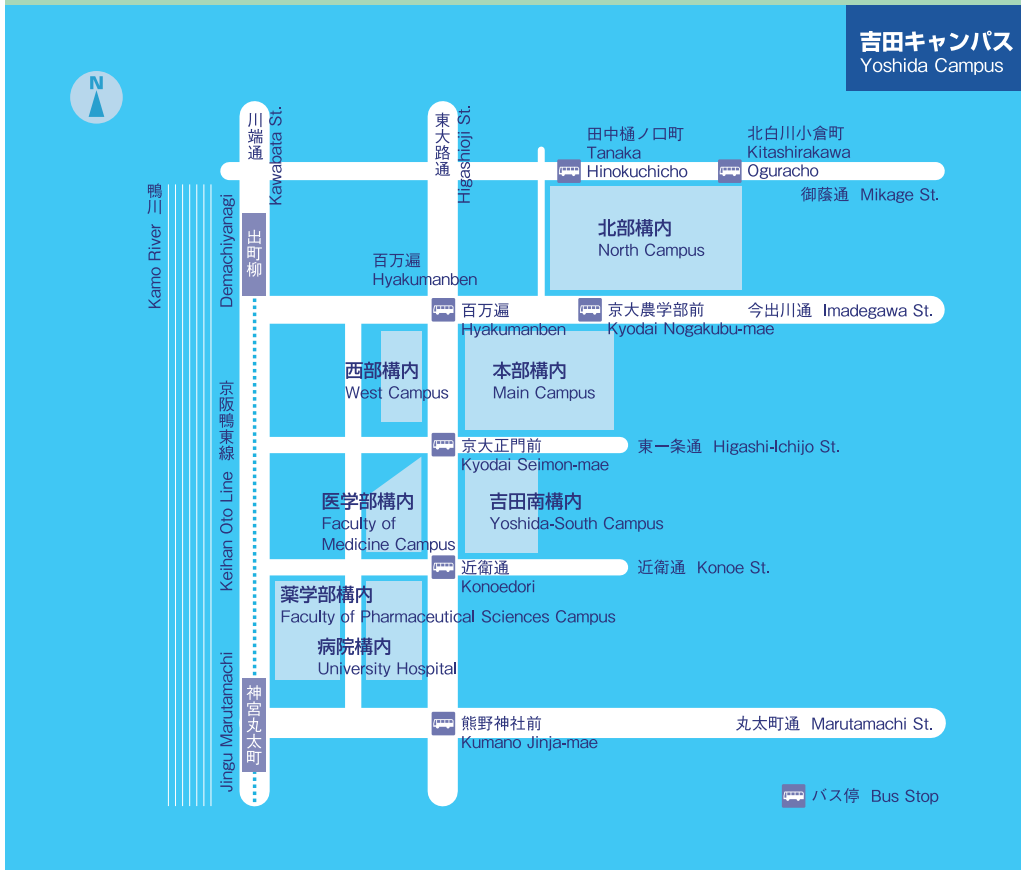 吉田キャンパス
Yoshida Campus
N
川端通
Kawabata St.
東大路通
Higashioji St.
田中樋ノ口町
Tanaka
Hinokuchicho
北白川小倉町
Kitashirakawa
Oguracho
御蔭通 Mikage St.
鴨川
Kamo River
Demachiyanagi
出町柳
北部構内
North Campus
百万遍
Hyakumanben
百万遍
Hyakumanben
京大農学部前
Kyodai Nogakubu-mae
今出川通 Imadegawa St.
西部構内
West Campus
本部構内
Main Campus
京阪鴨東線
Keihan Oto Line
京大正門前
Kyodai Seimon-mae
東一条通 Higashi-Ichijo St.
医学部構内
Faculty of
Medicine Campus
吉田南構内
Yoshida-South Campus
近衛通
Konoedori
近衛通 Konoe St.
薬学部構内
Faculty of Pharmaceutical Sciences Campus
病院構内
University Hospital
Jingu Marutamachi
神宮丸太町
熊野神社前
Kumano Jinja-mae
丸太町通 Marutamachi St.
バス停 Bus Stop